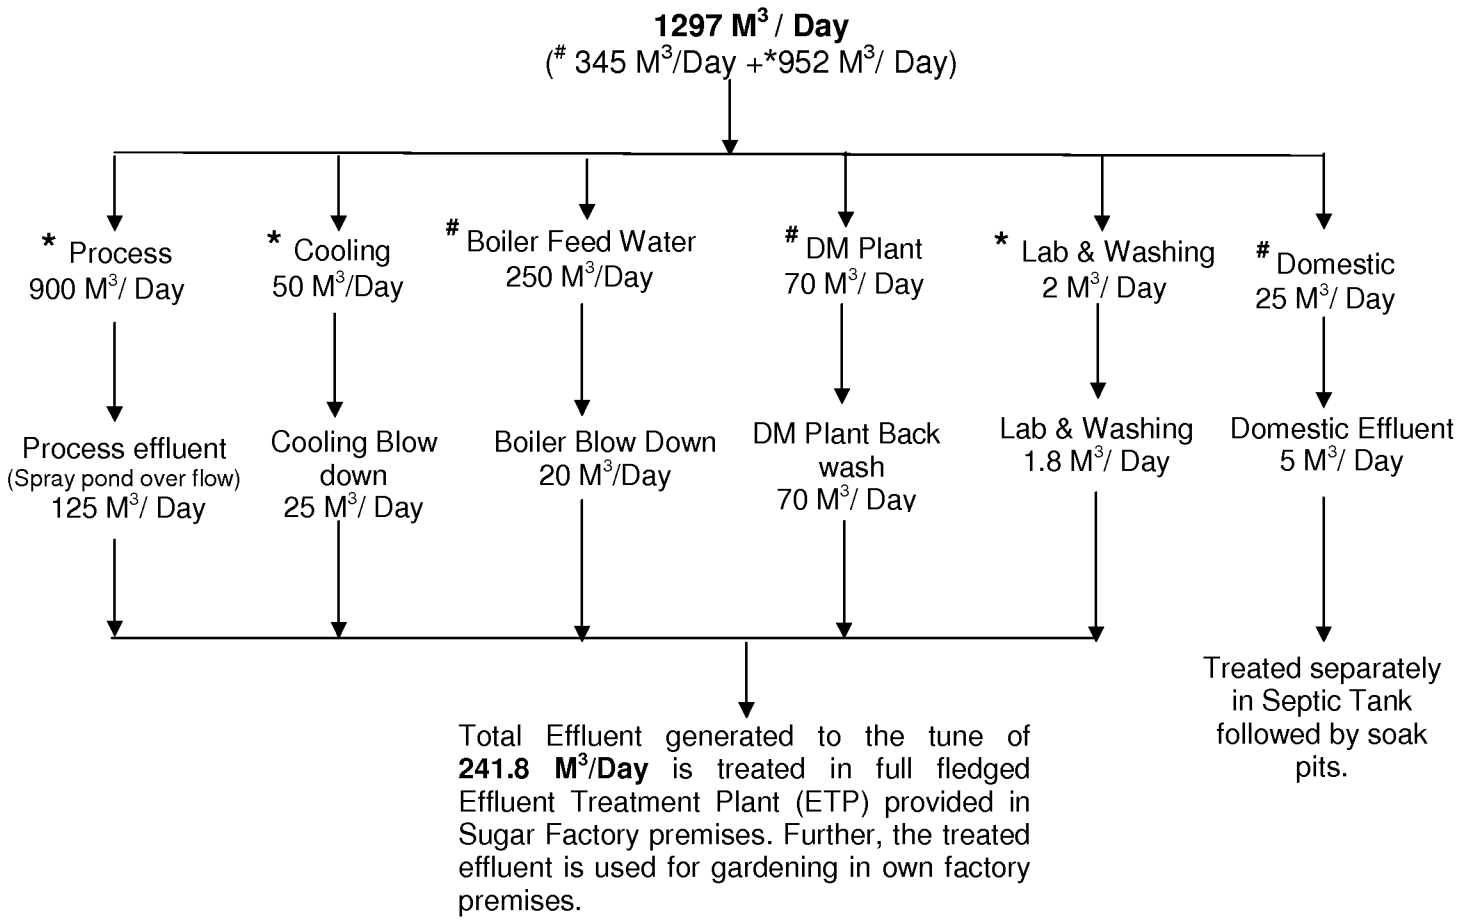 1297 M³ / Day
(# 345 M³/Day +*952 M³/ Day)
* Process
900 M³/ Day
* Cooling
50 M³/Day
# Boiler Feed Water
250 M³/Day
# DM Plant
70 M³/ Day
* Lab & Washing
2 M³/ Day
# Domestic
25 M³/ Day
Process effluent
(Spray pond over flow)
125 M³/ Day
Cooling Blow
down
25 M³/ Day
Boiler Blow Down
20 M³/Day
DM Plant Back
wash
70 M³/ Day
Lab & Washing
1.8 M³/ Day
Domestic Effluent
5 M³/ Day
Total Effluent generated to the tune of
241.8 M³/Day is treated in full fledged
Effluent Treatment Plant (ETP) provided in
Sugar Factory premises. Further, the treated
effluent is used for gardening in own factory
premises.
Treated separately
in Septic Tank
followed by soak
pits.